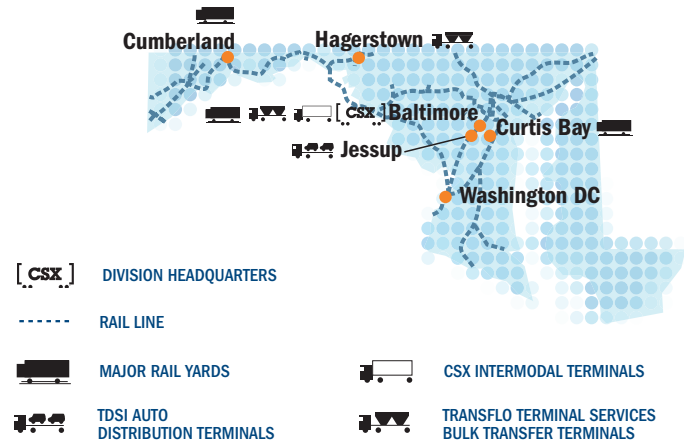 Cumberland
Hagerstown
[CSX] Baltimore
Curtis Bay
Jessup
Washington DC
[CSX] DIVISION HEADQUARTERS
RAIL LINE
MAJOR RAIL YARDS
CSX INTERMODAL TERMINALS
TDSI AUTO
DISTRIBUTION TERMINALS
TRANSFLO TERMINAL SERVICES
BULK TRANSFER TERMINALS